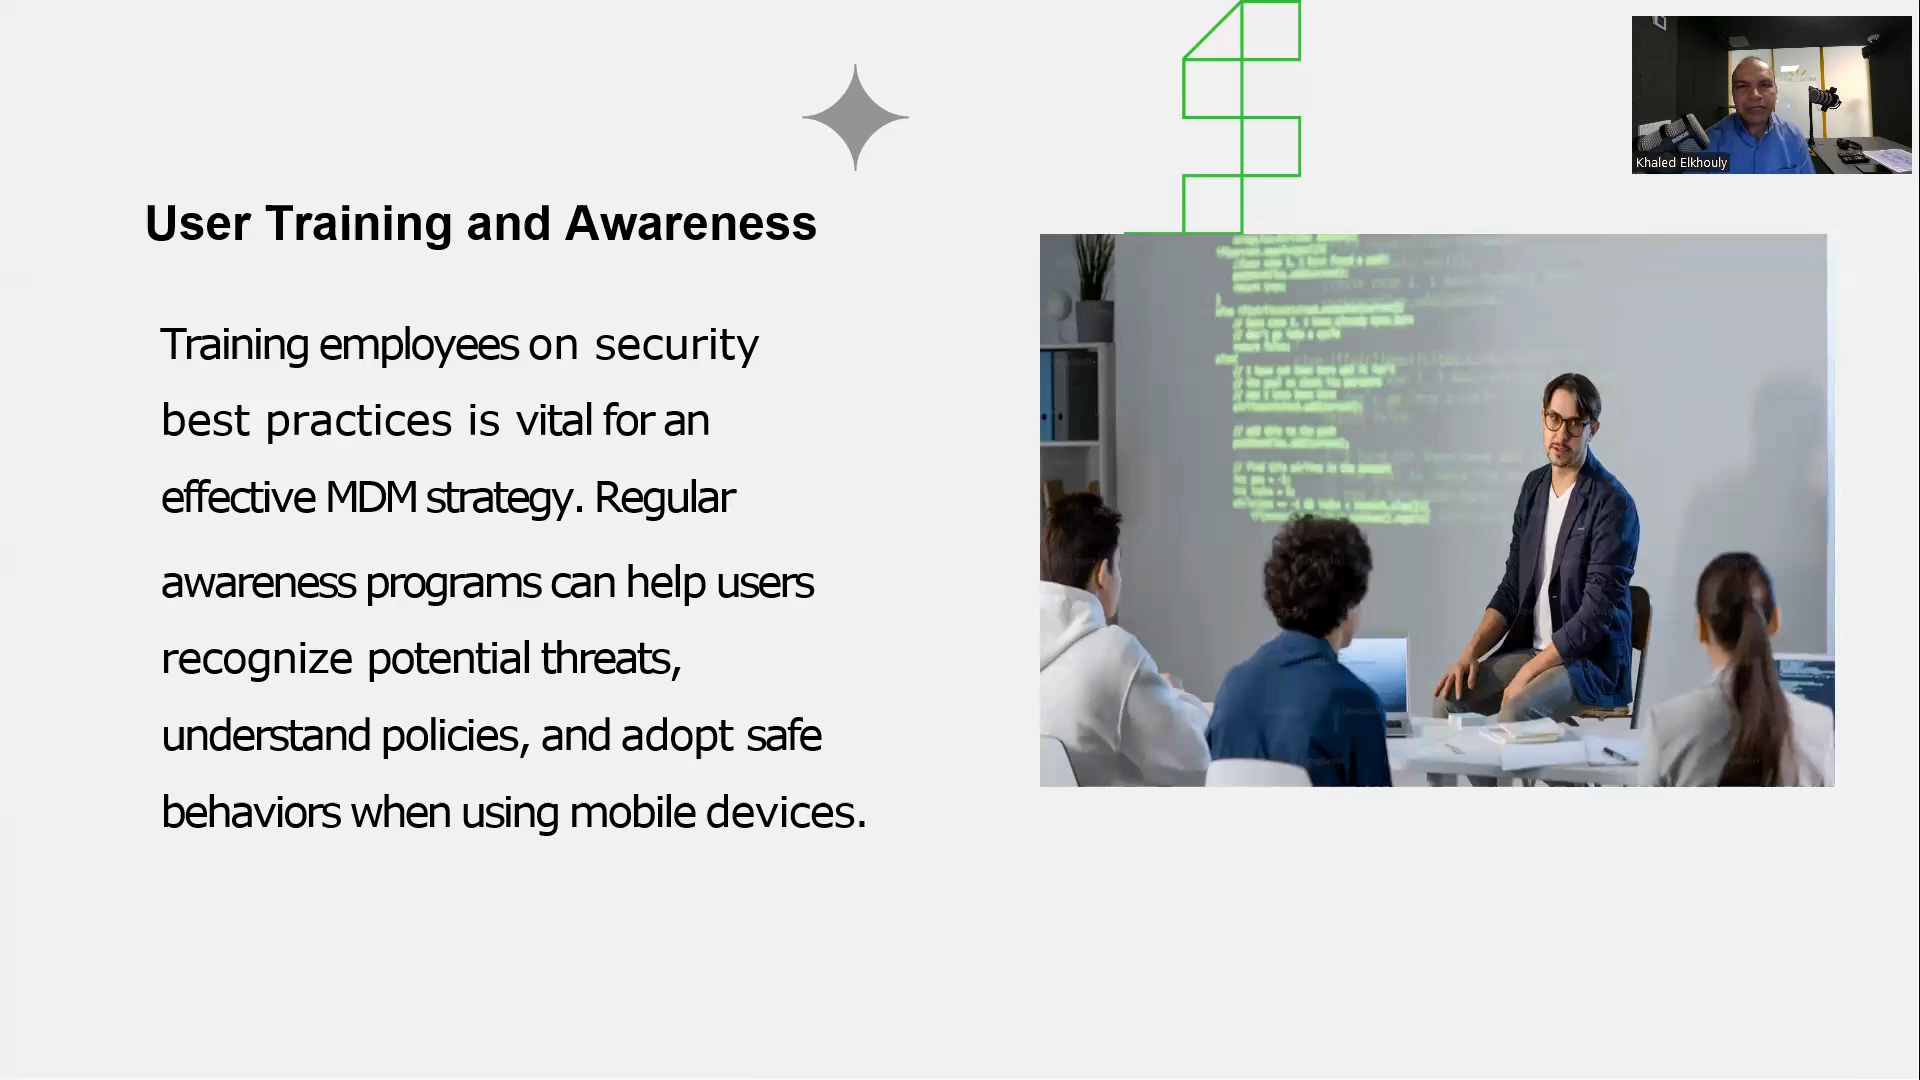 User Training and Awareness
Training employees on security
best practices is vital for an
effective MDM strategy. Regular
awareness programs can help users
recognize potential threats,
understand policies, and adopt safe
behaviors when using mobile devices.
Khaled Elkhouly